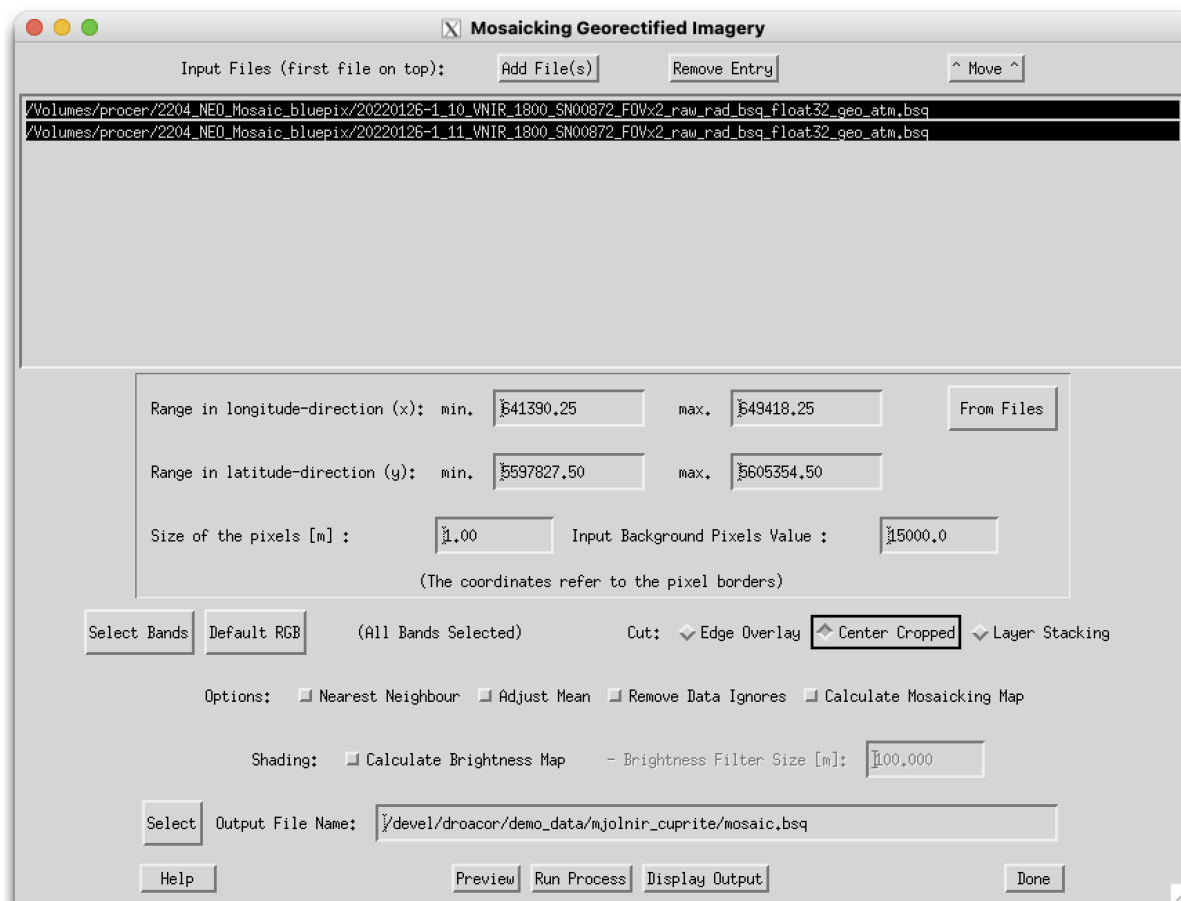 Mosaicking Georectified Imagery
Input Files (first file on top): Add File(s) Remove Entry ^ Move ^
/Volumes/procer/2204_NEO_Mosaic_bluepix/20220126-1_10_VNIR_1800_SN00872_FOVx2_raw_rad_bsq_float32_geo_atm.bsq
/Volumes/procer/2204_NEO_Mosaic_bluepix/20220126-1_11_VNIR_1800_SN00872_FOVx2_raw_rad_bsq_float32_geo_atm.bsq
Range in longitude-direction (x): min. 641390.25 max. 649418.25 From Files
Range in latitude-direction (y): min. 5597827.50 max. 5605354.50
Size of the pixels [m] : 1.00 Input Background Pixels Value : 15000.0
(The coordinates refer to the pixel borders)
Select Bands Default RGB (All Bands Selected) Cut: Edge Overlay Center Cropped Layer Stacking
Options: Nearest Neighbour Adjust Mean Remove Data Ignores Calculate Mosaicking Map
Shading: Calculate Brightness Map - Brightness Filter Size [m]: 100.000
Select Output File Name: /devel/droacor/demo_data/mjolnir_cuprite/mosaic.bsq
Help Preview Run Process Display Output Done